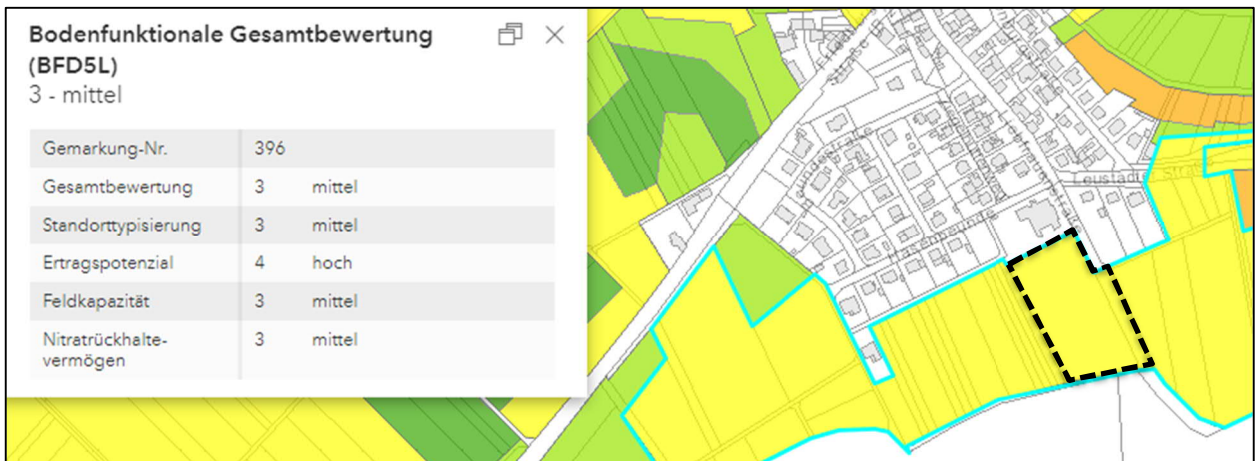 Bodenfunktionale Gesamtbewertung
(BFD5L)
3 - mittel
Gemarkung-Nr. 396
Gesamtbewertung 3 mittel
Standorttypisierung 3 mittel
Ertragspotenzial 4 hoch
Feldkapazität 3 mittel
Nitratrückhalte-
vermögen 3 mittel